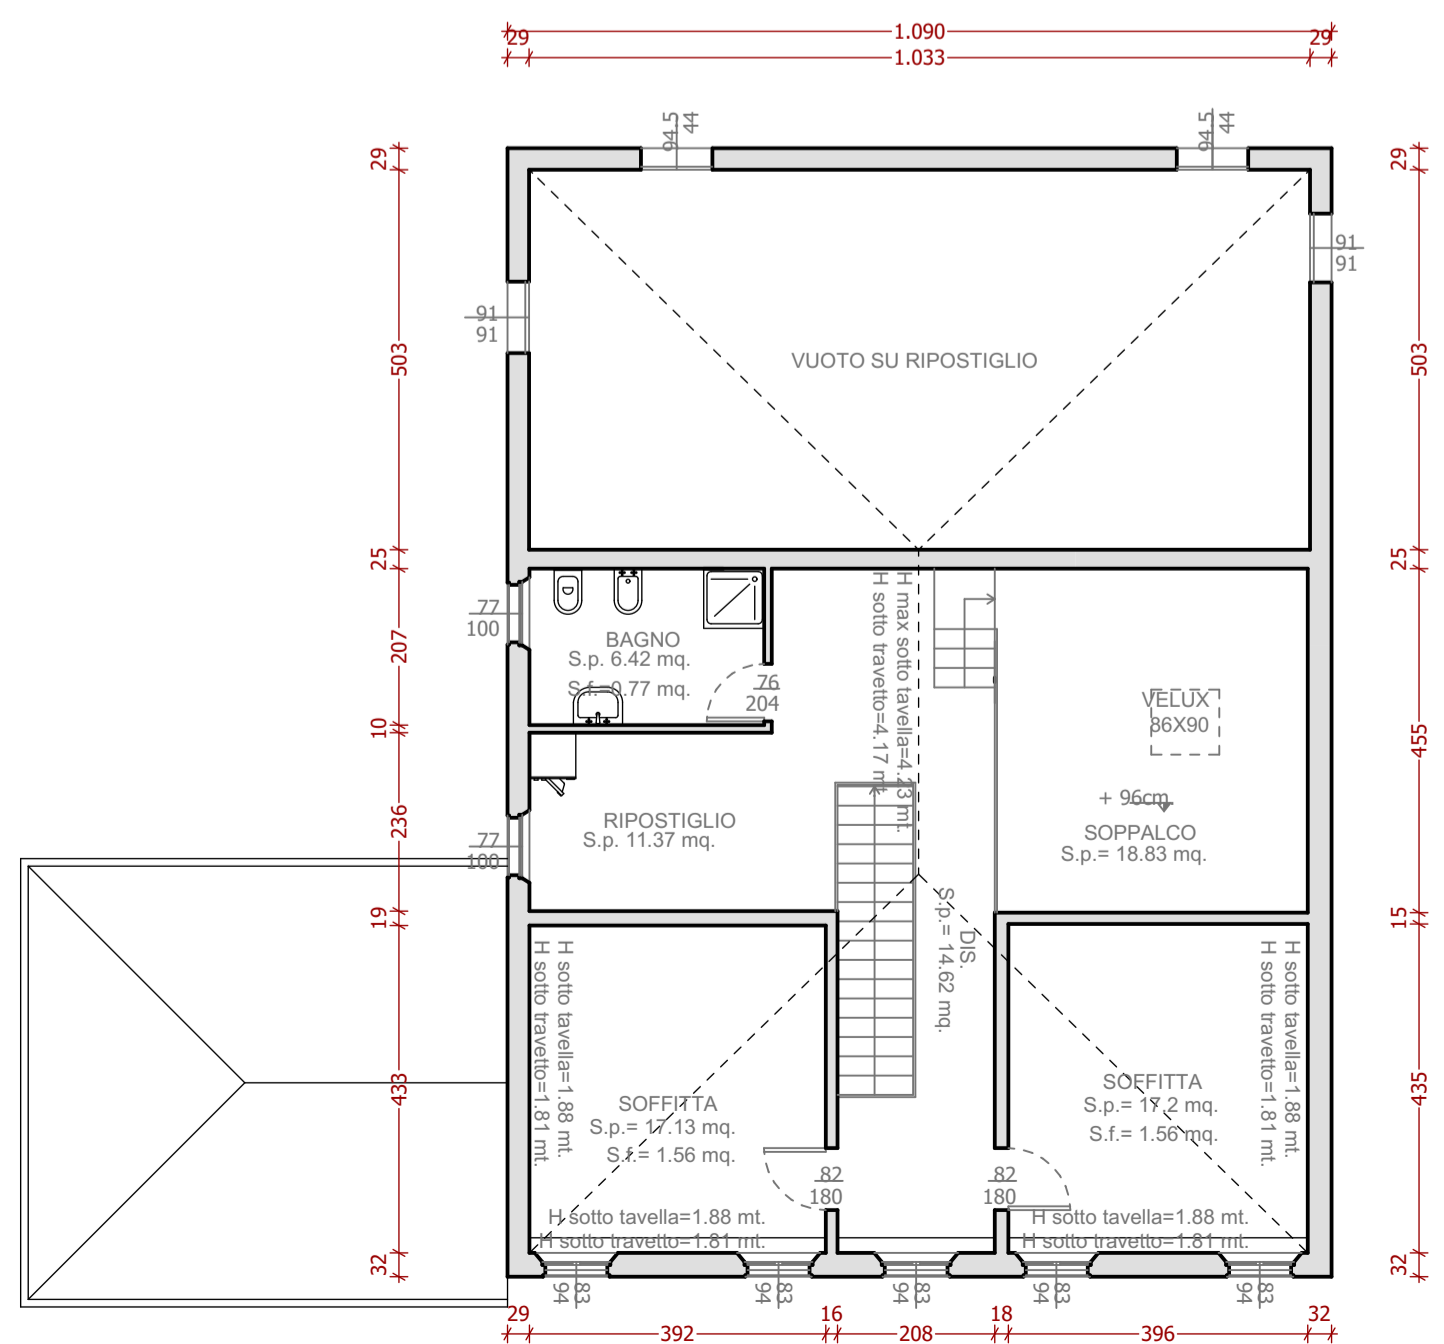 1.090
29
29
1.033
94.5
44
94.5
44
29
29
91
91
91
91
503
503
VUOTO SU RIPOSTIGLIO
25
25
77
100
207
BAGNO
S.p. 6.42 mq.
S.f.=0.77 mq.
76
204
H max sotto tavella=4.23 mt.
H sotto travetto=4.17 mt.
VELUX
86X90
10
455
+ 96cm
236
RIPOSTIGLIO
S.p. 11.37 mq.
SOPPALCO
S.p.= 18.83 mq.
77
100
19
15
DIS.
S.p.= 14.62 mq.
H sotto tavella=1.88 mt.
H sotto travetto=1.81 mt.
H sotto tavella=1.88 mt.
H sotto travetto=1.81 mt.
433
435
SOFFITTA
S.p.= 17.13 mq.
S.f.= 1.56 mq.
SOFFITTA
S.p.= 17.2 mq.
S.f.= 1.56 mq.
82
180
82
180
H sotto tavella=1.88 mt.
H sotto travetto=1.81 mt.
H sotto tavella=1.88 mt.
H sotto travetto=1.81 mt.
32
32
83
94
83
94
83
94
83
94
83
94
29
16
18
32
392
208
396